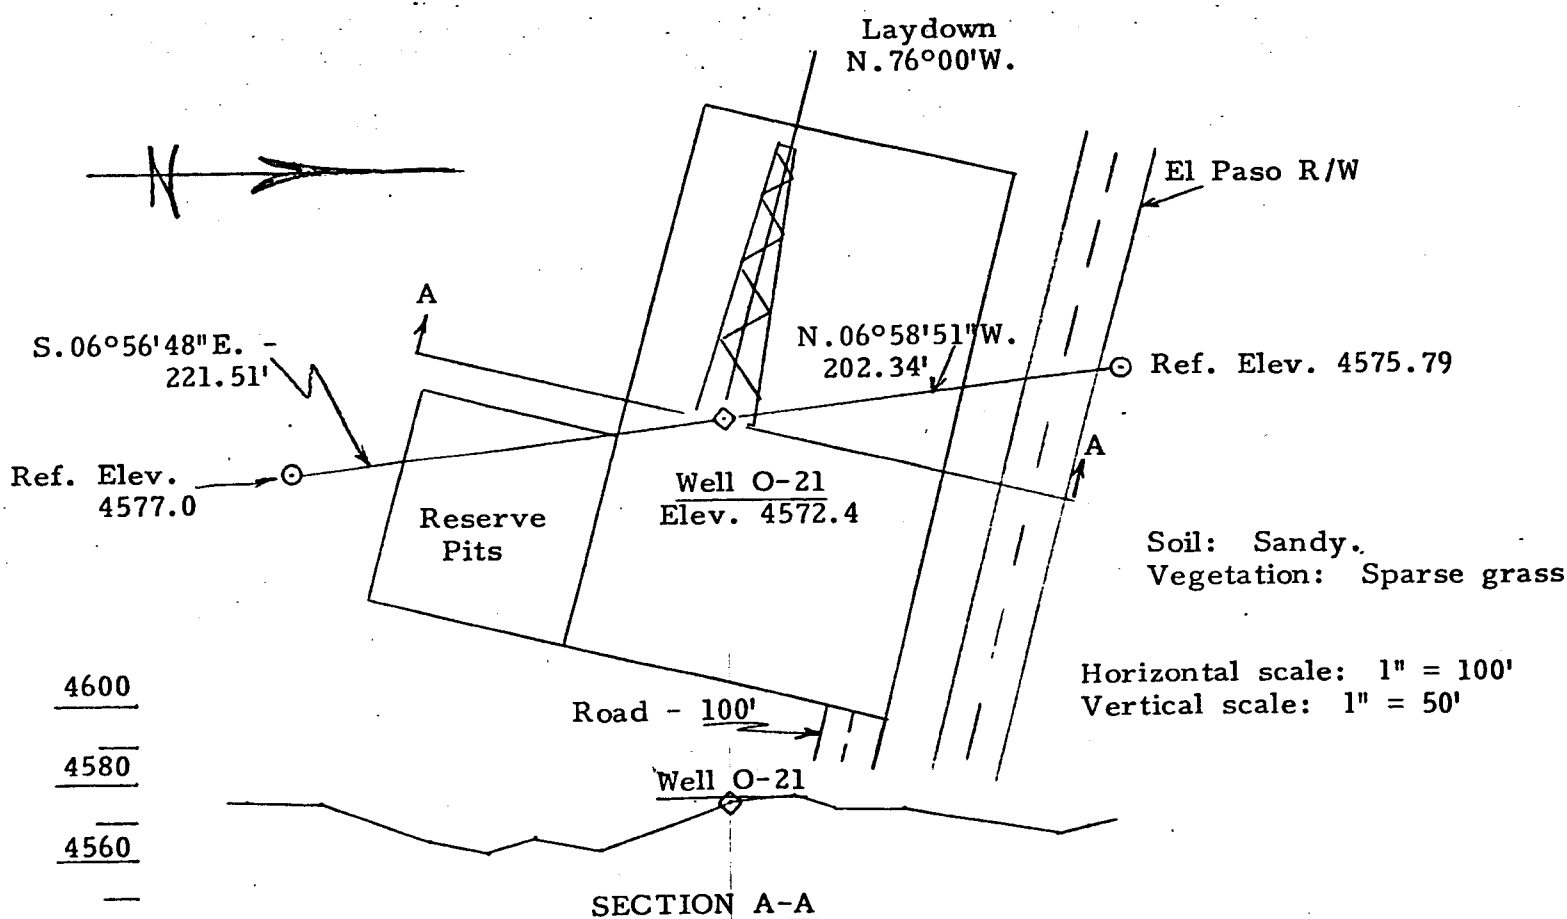 Laydown
N.76°00'W.
N
El Paso R/W
A
S.06°56'48"E. -
221.51'
N.06°58'51"W.
202.34'
Ref. Elev. 4575.79
A
Ref. Elev.
4577.0
Well O-21
Elev. 4572.4
Reserve
Pits
Soil: Sandy.
Vegetation: Sparse grass
Horizontal scale: 1" = 100'
Vertical scale: 1" = 50'
4600
Road - 100'
4580
Well O-21
4560
SECTION A-A